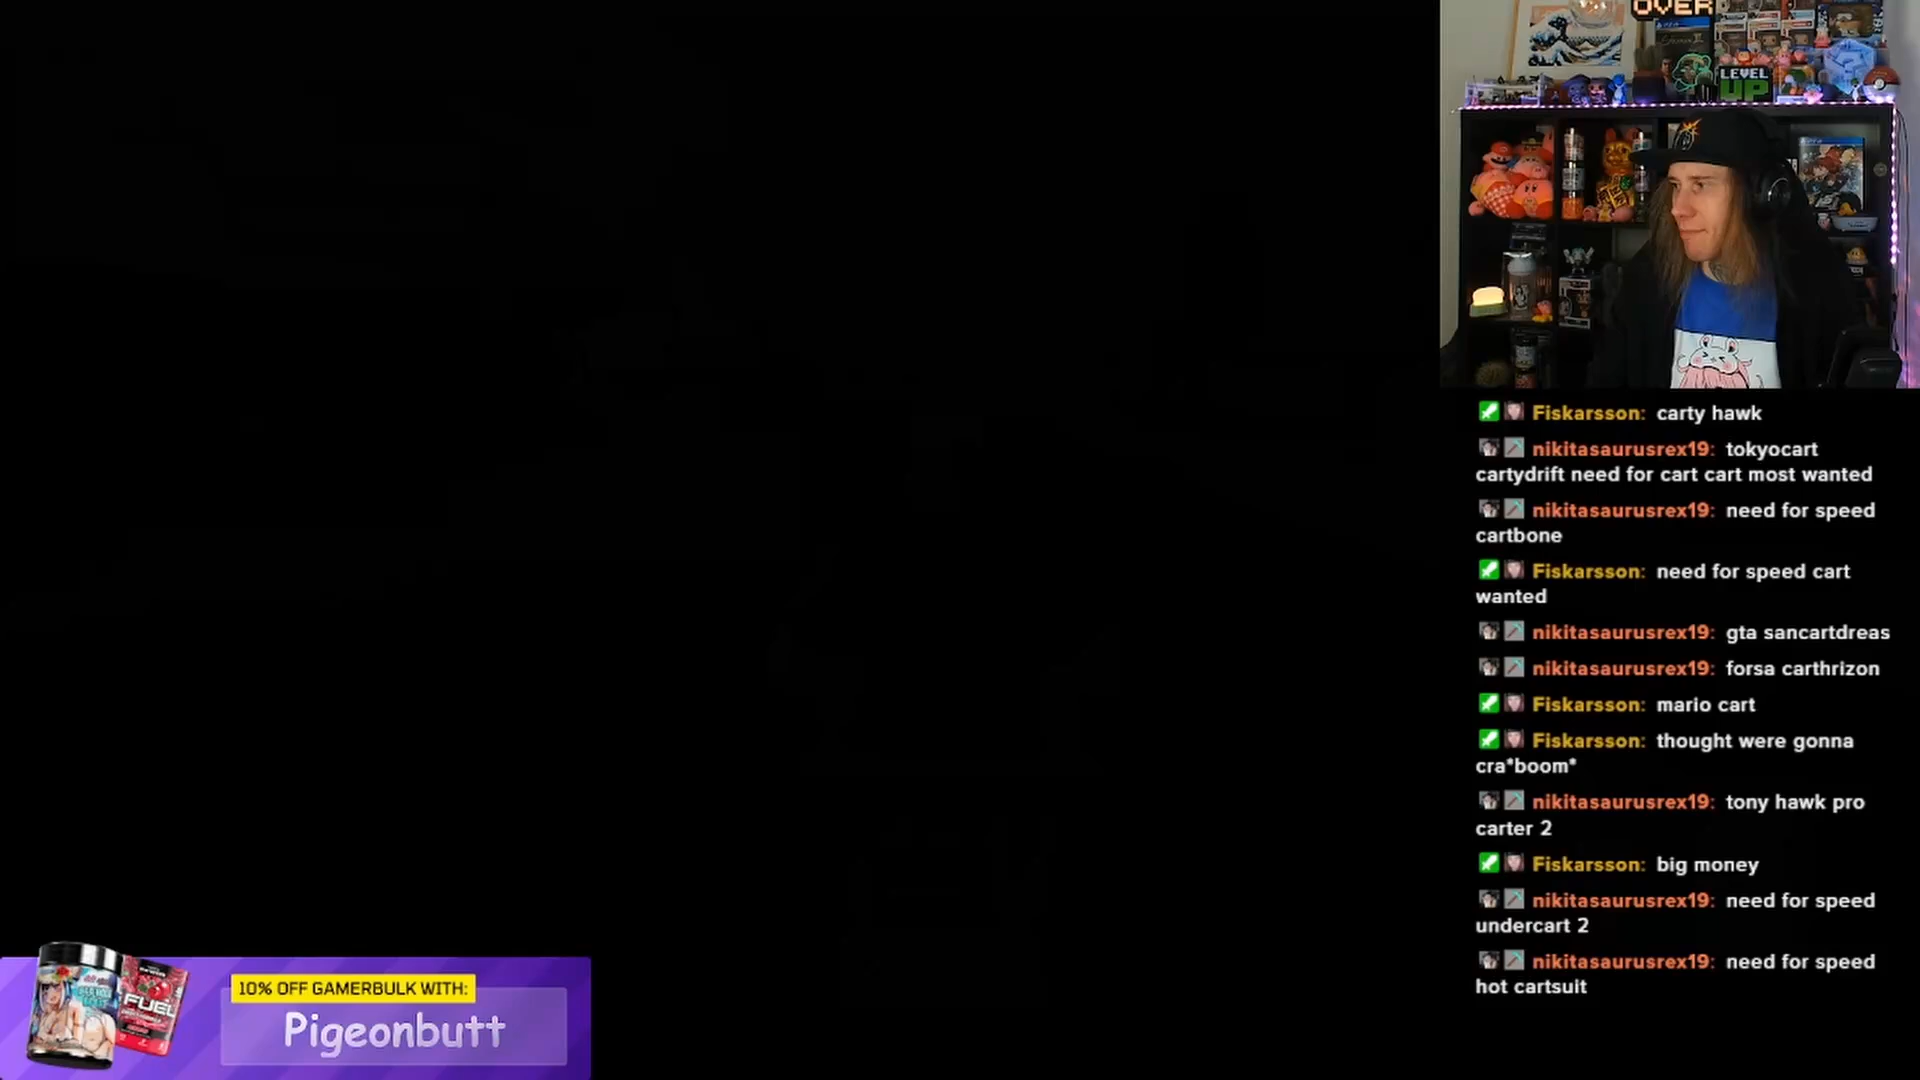 OVER
LEVEL
UP
Fiskarsson: carty hawk
nikitasaurusrex19: tokyocart
cartydrift need for cart cart most wanted
nikitasaurusrex19: need for speed
cartbone
Fiskarsson: need for speed cart
wanted
nikitasaurusrex19: gta sancartdreas
nikitasaurusrex19: forsa carthrizon
Fiskarsson: mario cart
Fiskarsson: thought were gonna
cra*boom*
nikitasaurusrex19: tony hawk pro
carter 2
Fiskarsson: big money
nikitasaurusrex19: need for speed
undercart 2
nikitasaurusrex19: need for speed
hot cartsuit
10% OFF GAMERBULK WITH:
Pigeonbutt
FUEL